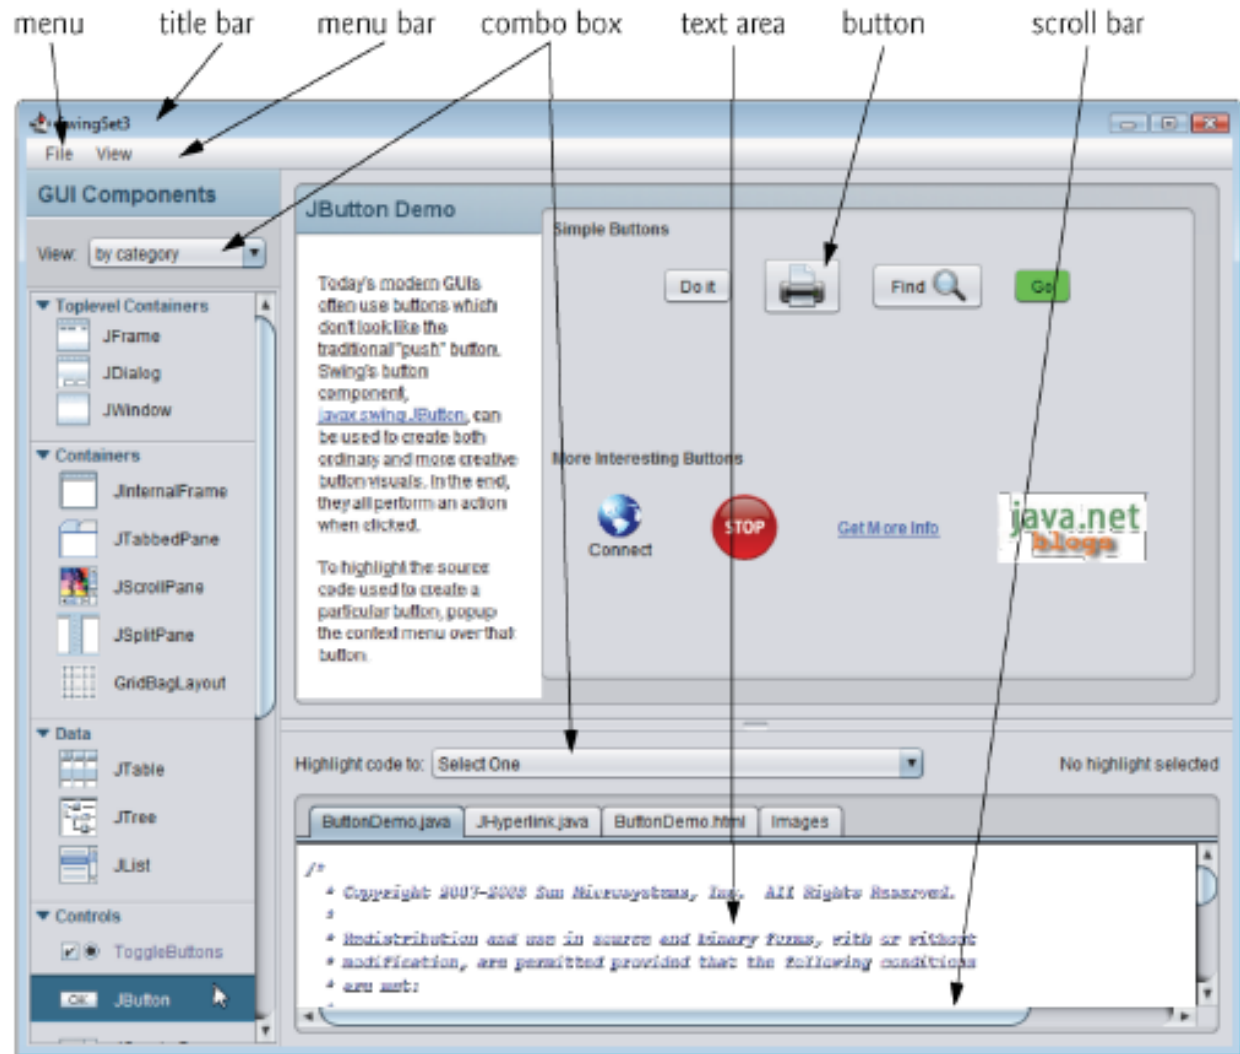 menu title bar menu bar combo box text area button scroll bar
SwingSet3
File View
GUI Components
View: by category
Toplevel Containers
JFrame
JDialog
JWindow
Containers
JInternalFrame
JTabbedPane
JScrollPane
JSplitPane
GridBagLayout
Data
JTable
JTree
JList
Controls
ToggleButtons
OK JButton
JButton Demo
Today's modern GUIs
often use buttons which
don't look like the
traditional "push" button.
Swing's button
component,
javax.swing.JButton, can
be used to create both
ordinary and more creative
button visuals. In the end,
they all perform an action
when clicked.
To highlight the source
code used to create a
particular button, popup
the context menu over that
button.
Simple Buttons
Do it Find Go
More Interesting Buttons
Connect
STOP
Get More Info
java.net
blogs
Highlight code to: Select One No highlight selected
ButtonDemo.java JHyperlink.java ButtonDemo.html Images
/*
* Copyright 2007-2008 Sun Microsystems, Inc. All Rights Reserved.
*
* Redistribution and use in source and binary forms, with or without
* modification, are permitted provided that the following conditions
* are met:
*